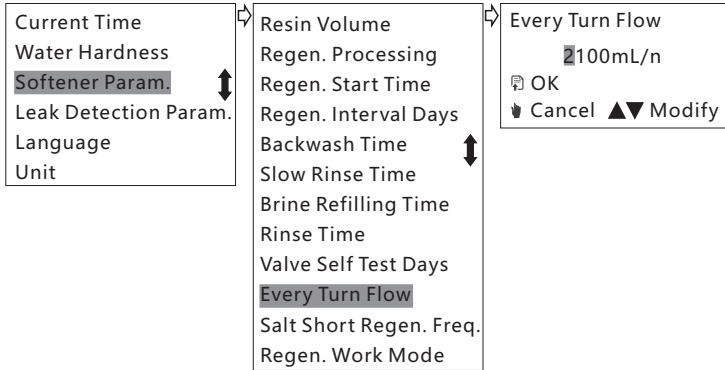 Current Time
Water Hardness
Softener Param.
Leak Detection Param.
Language
Unit
Resin Volume
Regen. Processing
Regen. Start Time
Regen. Interval Days
Backwash Time
Slow Rinse Time
Brine Refilling Time
Rinse Time
Valve Self Test Days
Every Turn Flow
Salt Short Regen. Freq.
Regen. Work Mode
Every Turn Flow
2100mL/n
OK
Cancel ▲▼ Modify